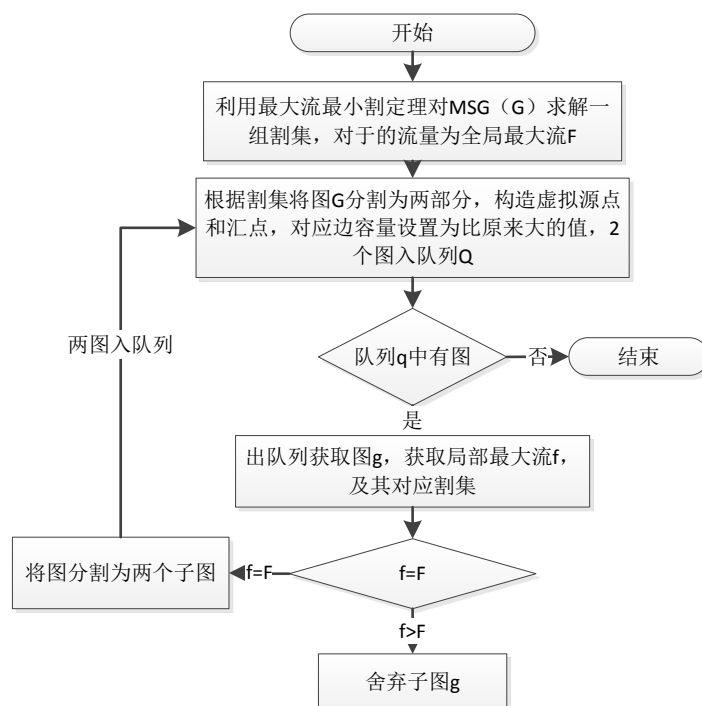 开始
利用最大流最小割定理对MSG（G）求解一
组割集，对于的流量为全局最大流F
根据割集将图G分割为两部分，构造虚拟源点
和汇点，对应边容量设置为比原来大的值，2
个图入队列Q
两图入队列
队列q中有图
否
结束
是
出队列获取图g，获取局部最大流f，
及其对应割集
将图分割为两个子图
f=F
f=F
f>F
舍弃子图g